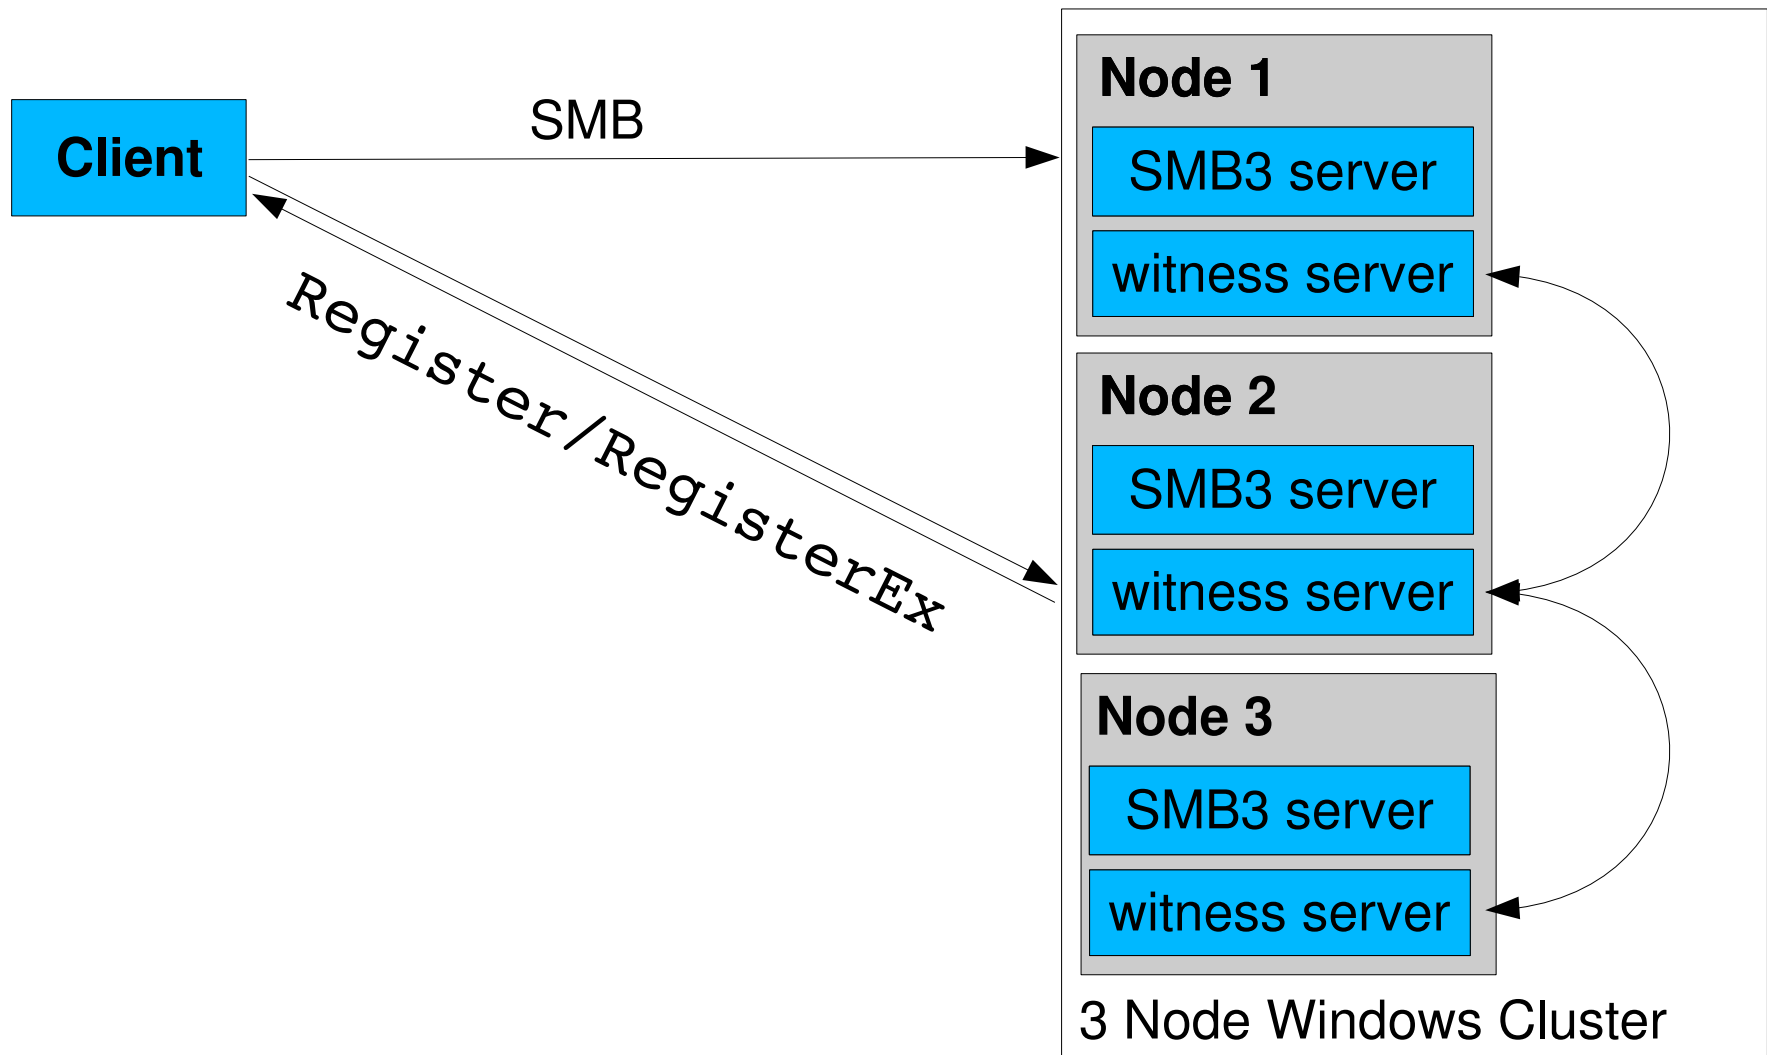 Client
SMB
Register/RegisterEx
Node 1
SMB3 server
witness server
Node 2
SMB3 server
witness server
Node 3
SMB3 server
witness server
3 Node Windows Cluster